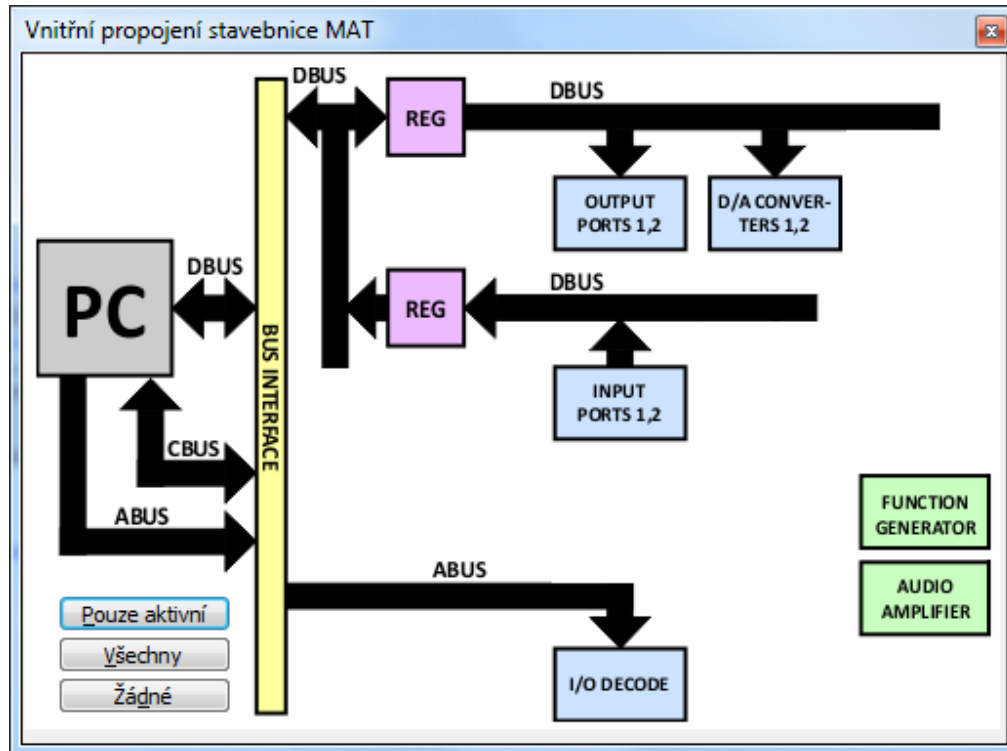 Vnitřní propojení stavebnice MAT
DBUS
REG
DBUS
OUTPUT
PORTS 1,2
D/A CONVER-
TERS 1,2
PC
DBUS
REG
DBUS
INPUT
PORTS 1,2
BUS INTERFACE
CBUS
ABUS
FUNCTION
GENERATOR
ABUS
AUDIO
AMPLIFIER
I/O DECODE
Pouze aktivní
Všechny
Žádné